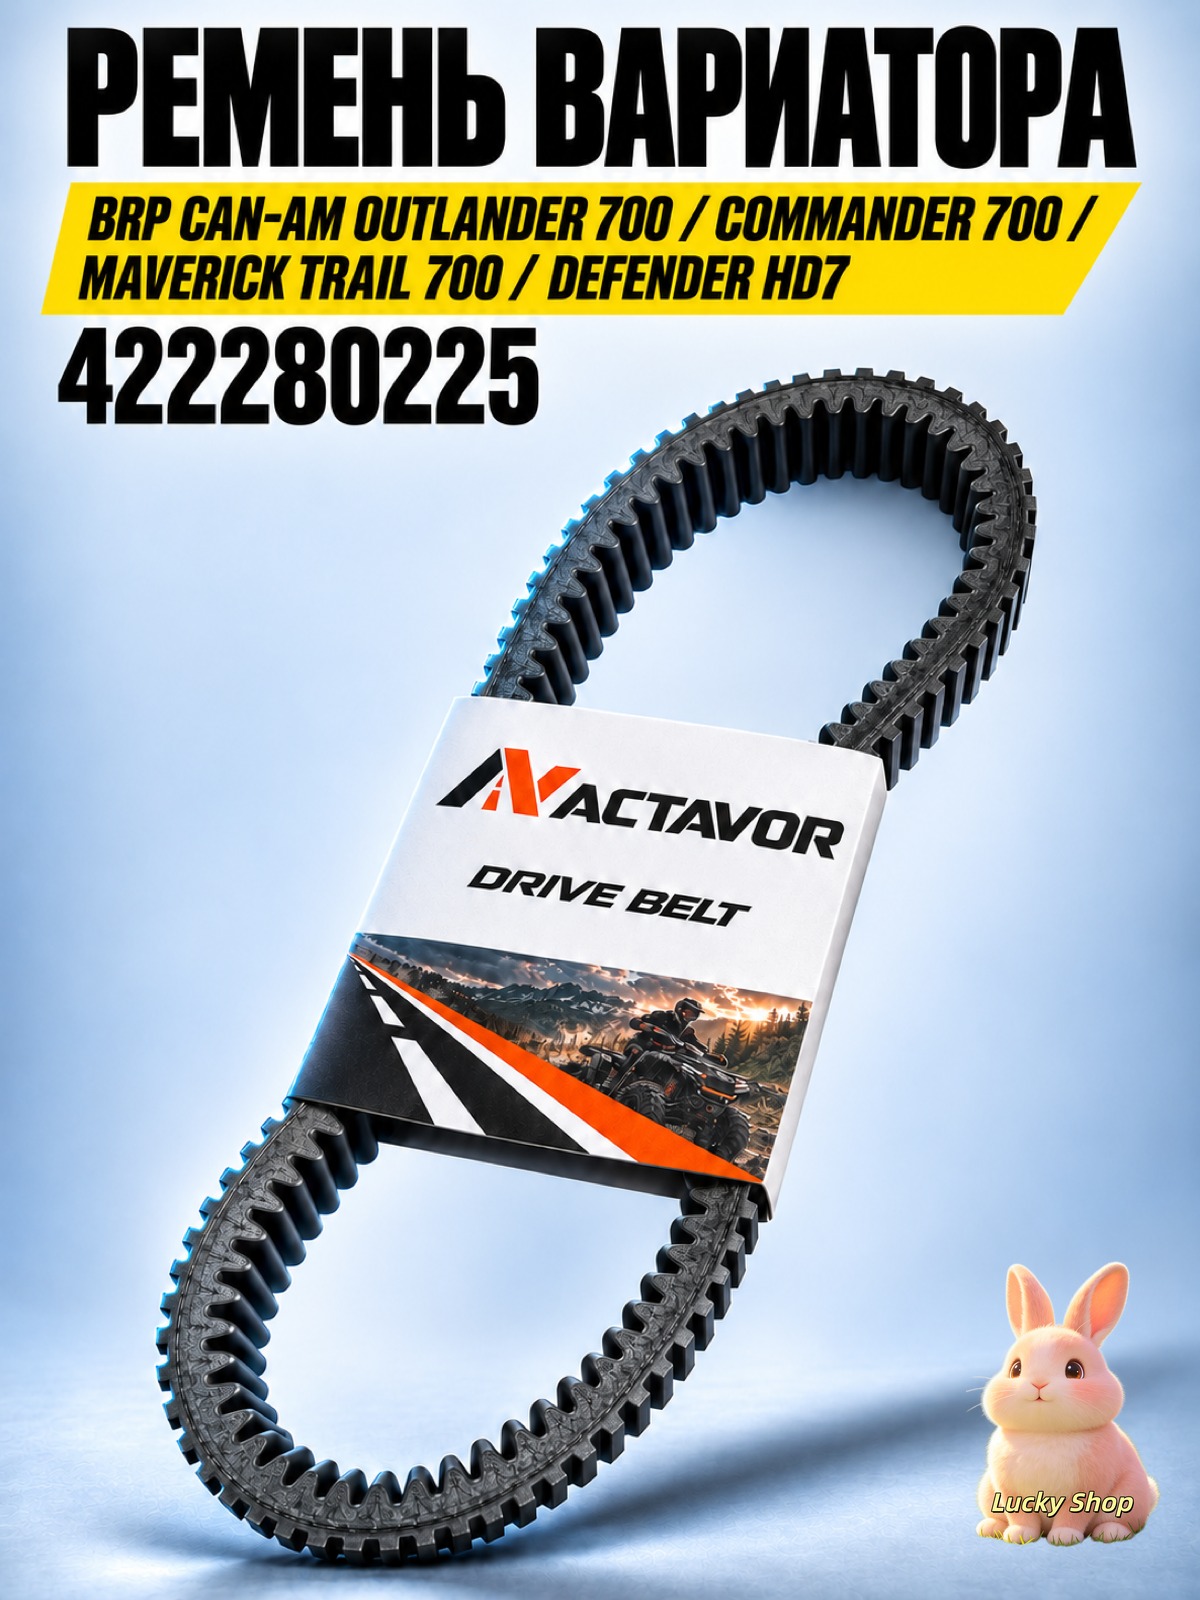 РЕМЕНЬ ВАРИАТОРА
BRP CAN-AM OUTLANDER 700 / COMMANDER 700 /
MAVERICK TRAIL 700 / DEFENDER HD7
422280225
ACTAVOR
DRIVE BELT
Lucky Shop